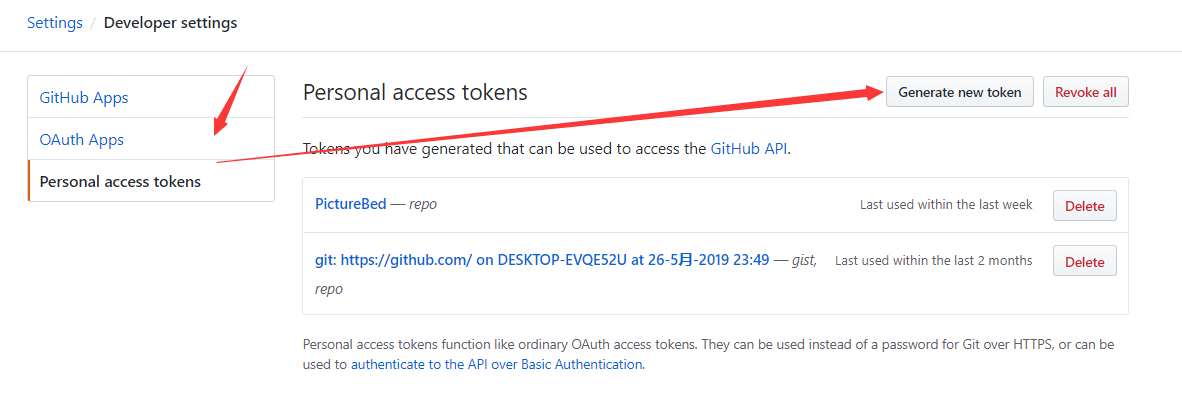 Settings / Developer settings
GitHub Apps
OAuth Apps
Personal access tokens
Personal access tokens
Generate new token
Revoke all
Tokens you have generated that can be used to access the GitHub API.
PictureBed — repo
Last used within the last week
Delete
git: https://github.com/ on DESKTOP-EVQE52U at 26-5月-2019 23:49 — gist,
repo
Last used within the last 2 months
Delete
Personal access tokens function like ordinary OAuth access tokens. They can be used instead of a password for Git over HTTPS, or can be
used to authenticate to the API over Basic Authentication.